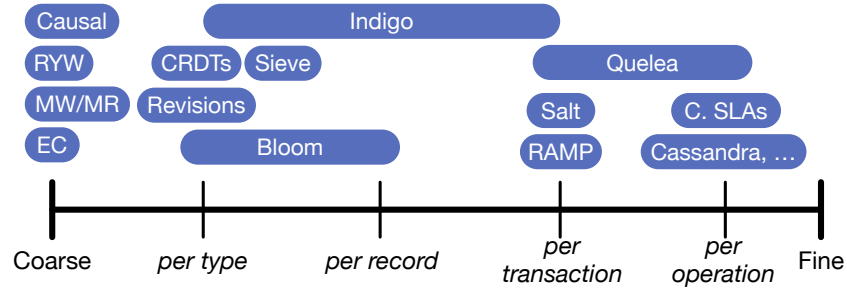 Causal Indigo
RYW CRDTs Sieve Quelea
MW/MR Revisions Salt C. SLAs
EC Bloom RAMP Cassandra, …
Coarse per type per record per transaction per operation Fine